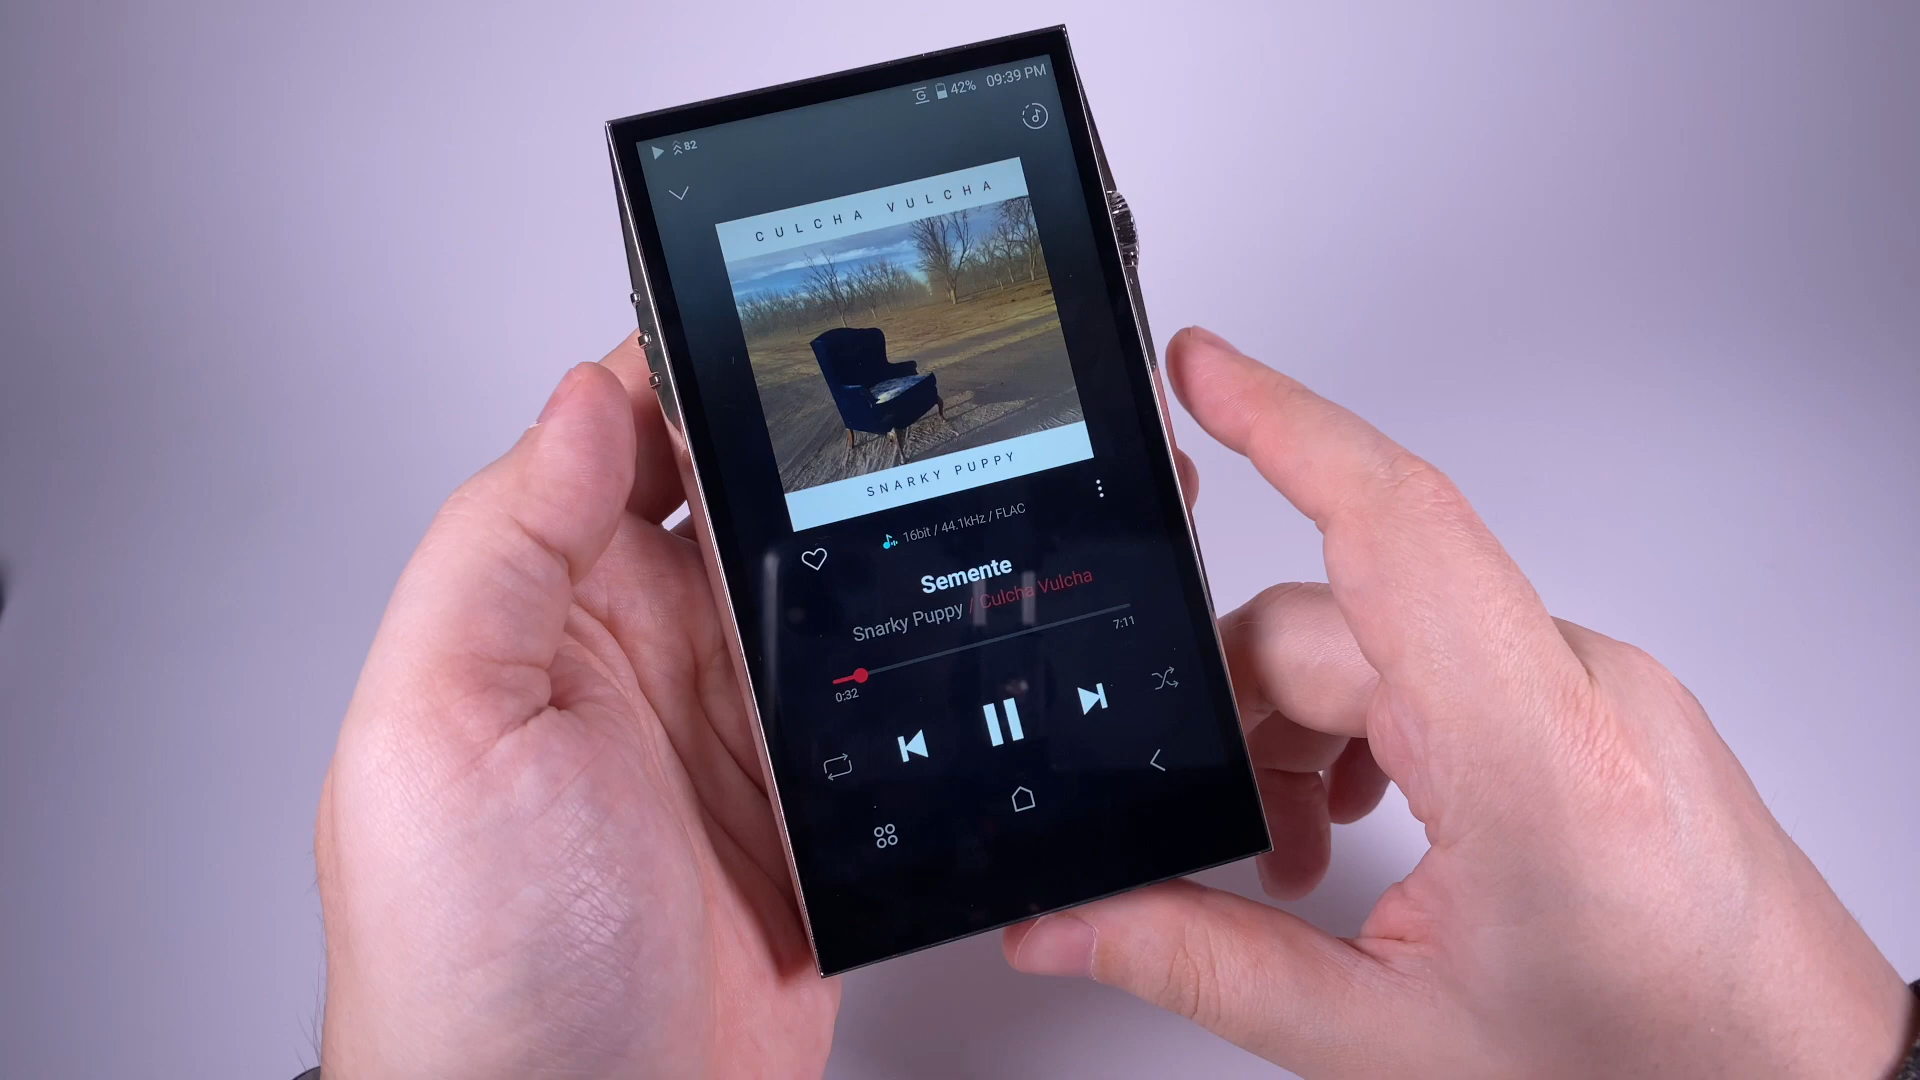 G 42% 09:39 PM
82
CULCHA VULCHA
SNARKY PUPPY
16bit / 44.1kHz / FLAC
Semente
Snarky Puppy / Culcha Vulcha
0:32 7:11